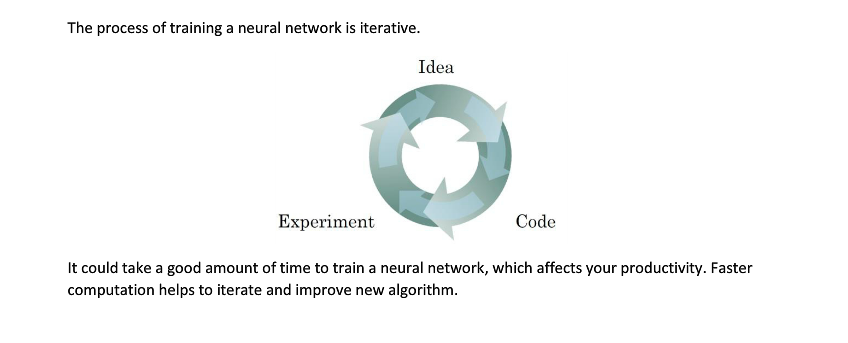 The process of training a neural network is iterative.
Idea
Experiment
Code
It could take a good amount of time to train a neural network, which affects your productivity. Faster
computation helps to iterate and improve new algorithm.